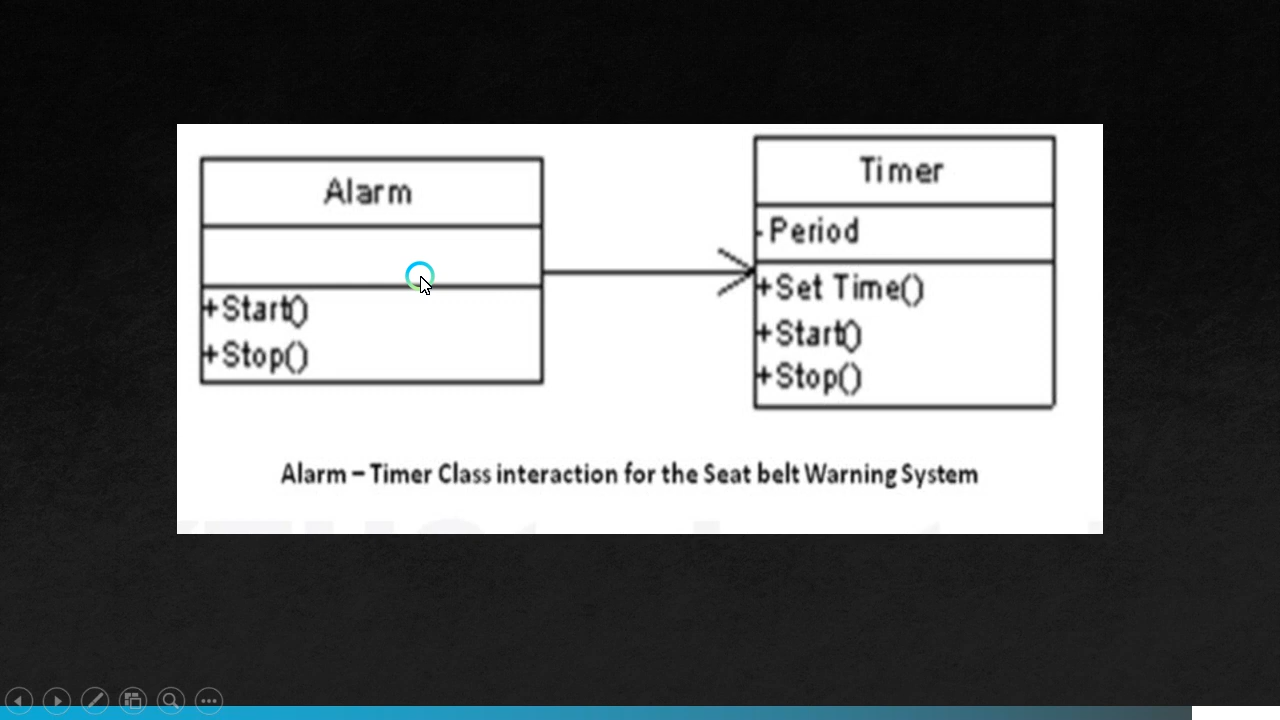 Alarm
+Start()
+Stop()
Timer
- Period
+Set Time()
+Start()
+Stop()
Alarm – Timer Class interaction for the Seat belt Warning System